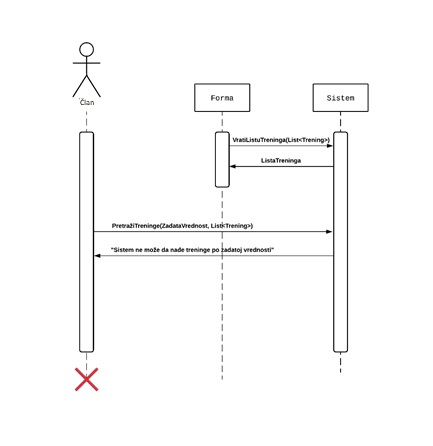 Član
Forma
Sistem
VratiListuTreninga(List<Trening>)
ListaTreninga
PretražiTreninge(ZadataVrednost, List<Trening>)
"Sistem ne može da nađe treninge po zadatoj vrednosti"